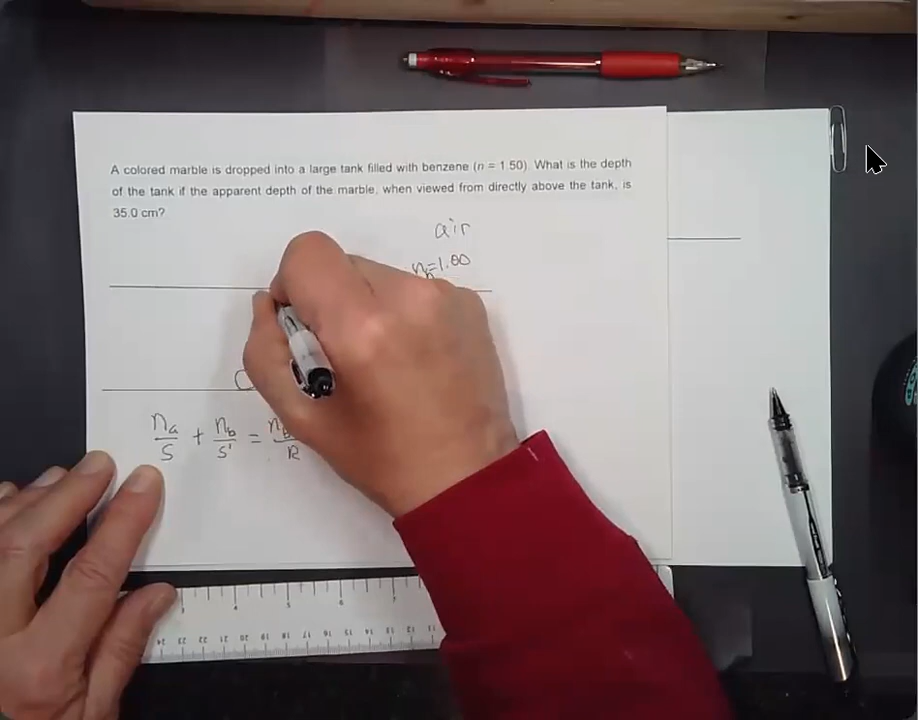 A colored marble is dropped into a large tank filled with benzene (n = 1.50). What is the depth
of the tank if the apparent depth of the marble, when viewed from directly above the tank, is
35.0 cm?
air
=1.00
n_a/s + n_b/s' =
R